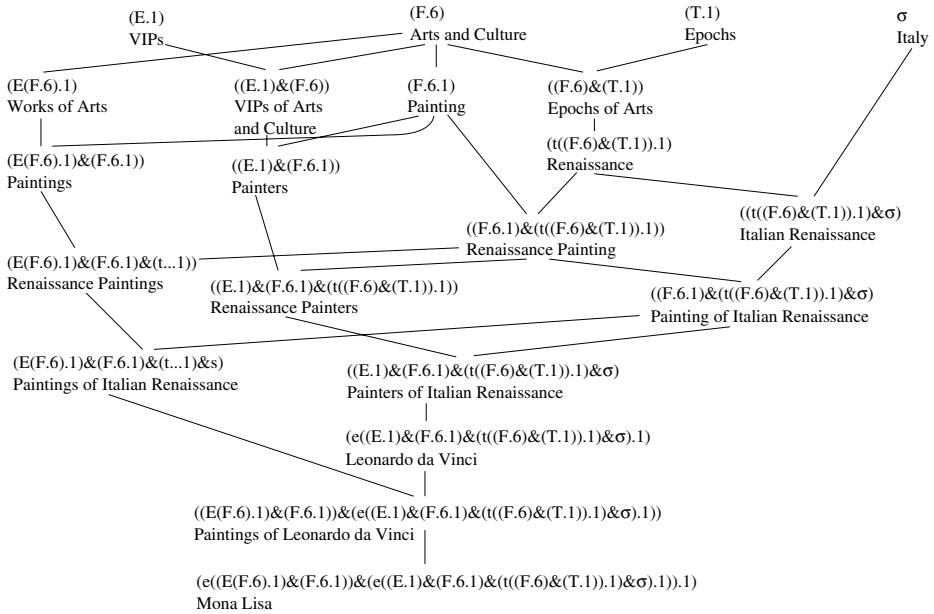 (E.1)
VIPs
(F.6)
Arts and Culture
(T.1)
Epochs
σ
Italy
(E(F.6).1)
Works of Arts
((E.1)&(F.6))
VIPs of Arts
and Culture
(F.6.1)
Painting
((F.6)&(T.1))
Epochs of Arts
(t((F.6)&(T.1)).1)
Renaissance
(E(F.6).1)&(F.6.1))
Paintings
((E.1)&(F.6.1))
Painters
((t((F.6)&(T.1)).1)&σ)
Italian Renaissance
((F.6.1)&(t((F.6)&(T.1)).1))
Renaissance Painting
(E(F.6).1)&(F.6.1)&(t...1))
Renaissance Paintings
((E.1)&(F.6.1)&(t((F.6)&(T.1)).1))
Renaissance Painters
((F.6.1)&(t((F.6)&(T.1)).1)&σ)
Painting of Italian Renaissance
(E(F.6).1)&(F.6.1)&(t...1)&s)
Paintings of Italian Renaissance
((E.1)&(F.6.1)&(t((F.6)&(T.1)).1)&σ)
Painters of Italian Renaissance
(e((E.1)&(F.6.1)&(t((F.6)&(T.1)).1)&σ).1)
Leonardo da Vinci
((E(F.6).1)&(F.6.1))&(e((E.1)&(F.6.1)&(t((F.6)&(T.1)).1)&σ).1))
Paintings of Leonardo da Vinci
(e((E(F.6).1)&(F.6.1))&(e((E.1)&(F.6.1)&(t((F.6)&(T.1)).1)&σ).1)).1)
Mona Lisa